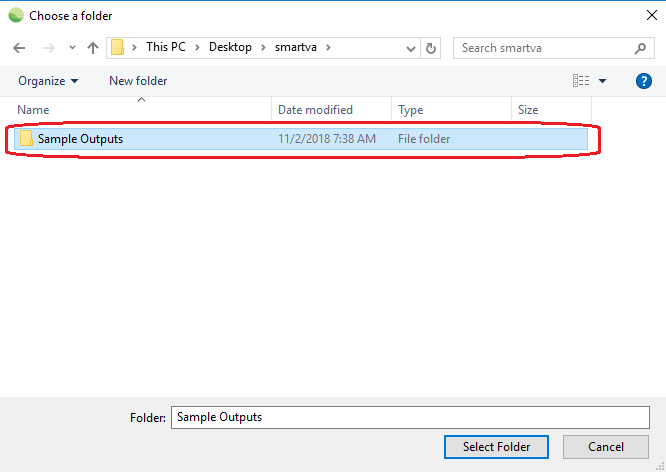 Choose a folder
This PC Desktop smartva Search smartva
Organize New folder
Name Date modified Type Size
Sample Outputs 11/2/2018 7:38 AM File folder
Folder: Sample Outputs
Select Folder Cancel